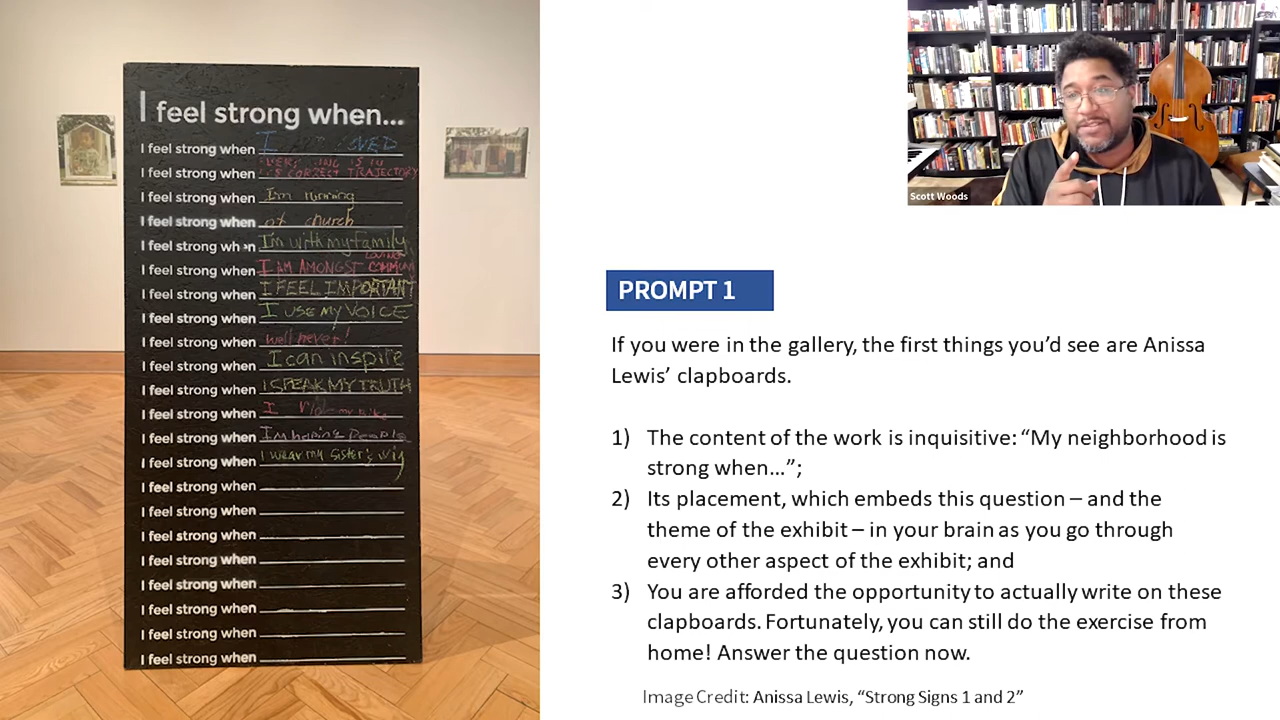 I feel strong when...
I feel strong when I
I feel strong when CORRECT TRAJECTORY
I feel strong when I'm running
I feel strong when at church
I feel strong when I'm with my family
I feel strong when I AM AMONGST LOVING COMMUNITY
I feel strong when I FEEL IMPORTANT
I feel strong when I USE MY VOICE
I feel strong when well never!
I feel strong when I can inspire
I feel strong when I SPEAK MY TRUTH
I feel strong when I ride my bike
I feel strong when I'm people
I feel strong when I wear my sister's wig
I feel strong when
I feel strong when
I feel strong when
I feel strong when
I feel strong when
I feel strong when
I feel strong when
I feel strong when
Scott Woods
PROMPT 1
If you were in the gallery, the first things you'd see are Anissa
Lewis' clapboards.
1) The content of the work is inquisitive: “My neighborhood is
strong when…”;
2) Its placement, which embeds this question – and the
theme of the exhibit – in your brain as you go through
every other aspect of the exhibit; and
3) You are afforded the opportunity to actually write on these
clapboards. Fortunately, you can still do the exercise from
home! Answer the question now.
Image Credit: Anissa Lewis, “Strong Signs 1 and 2”